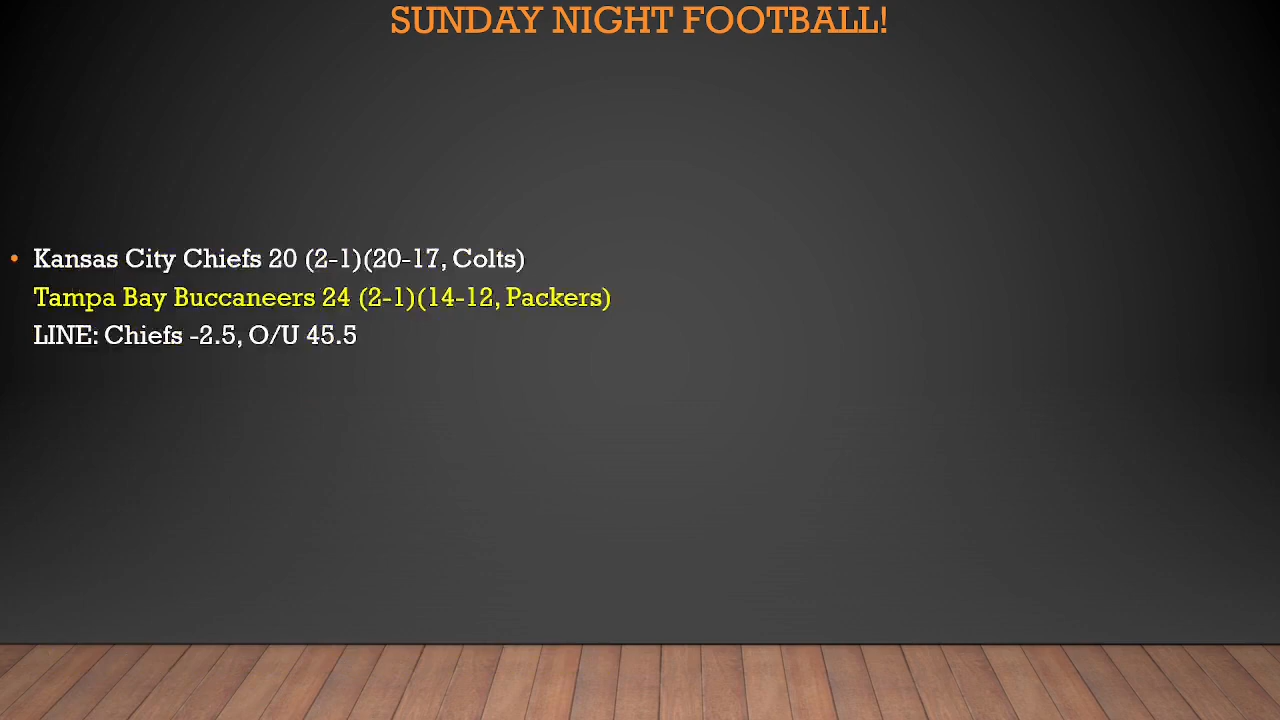 SUNDAY NIGHT FOOTBALL!
• Kansas City Chiefs 20 (2-1)(20-17, Colts)
Tampa Bay Buccaneers 24 (2-1)(14-12, Packers)
LINE: Chiefs -2.5, O/U 45.5